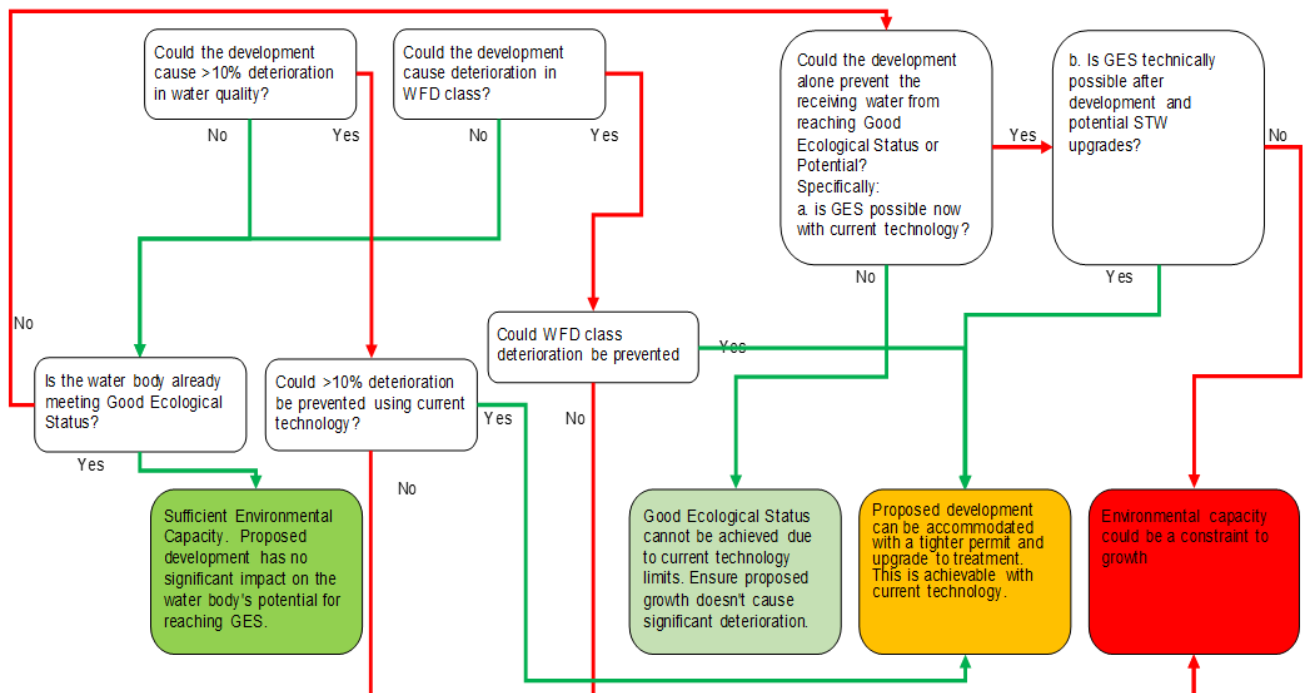 Could the development
cause >10% deterioration
in water quality?
No
Yes
Could the development
cause deterioration in
WFD class?
No
Yes
Could the development
alone prevent the
receiving water from
reaching Good
Ecological Status or
Potential?
Specifically:
a. is GES possible now
with current technology?
Yes
No
b. Is GES technically
possible after
development and
potential STW
upgrades?
No
Yes
No
Is the water body already
meeting Good Ecological
Status?
Yes
Could >10% deterioration
be prevented using current
technology?
Yes
No
Could WFD class
deterioration be prevented
Yes
No
Sufficient Environmental
Capacity. Proposed
development has no
significant impact on the
water body's potential for
reaching GES.
Good Ecological Status
cannot be achieved due
to current technology
limits. Ensure proposed
growth doesn't cause
significant deterioration.
Proposed development
can be accommodated
with a tighter permit and
upgrade to treatment.
This is achievable with
current technology.
Environmental capacity
could be a constraint to
growth